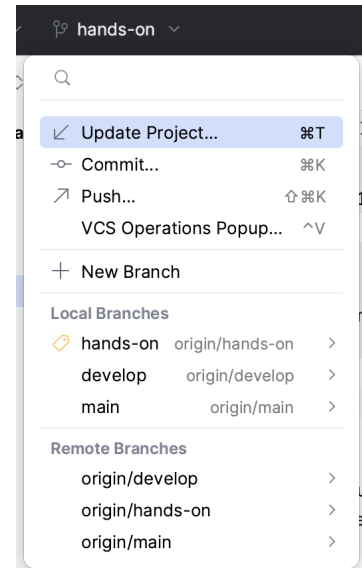 hands-on
Update Project... ⌘T
Commit... ⌘K
Push... ⇧⌘K
VCS Operations Popup... ^V
New Branch
Local Branches
hands-on origin/hands-on
develop origin/develop
main origin/main
Remote Branches
origin/develop
origin/hands-on
origin/main